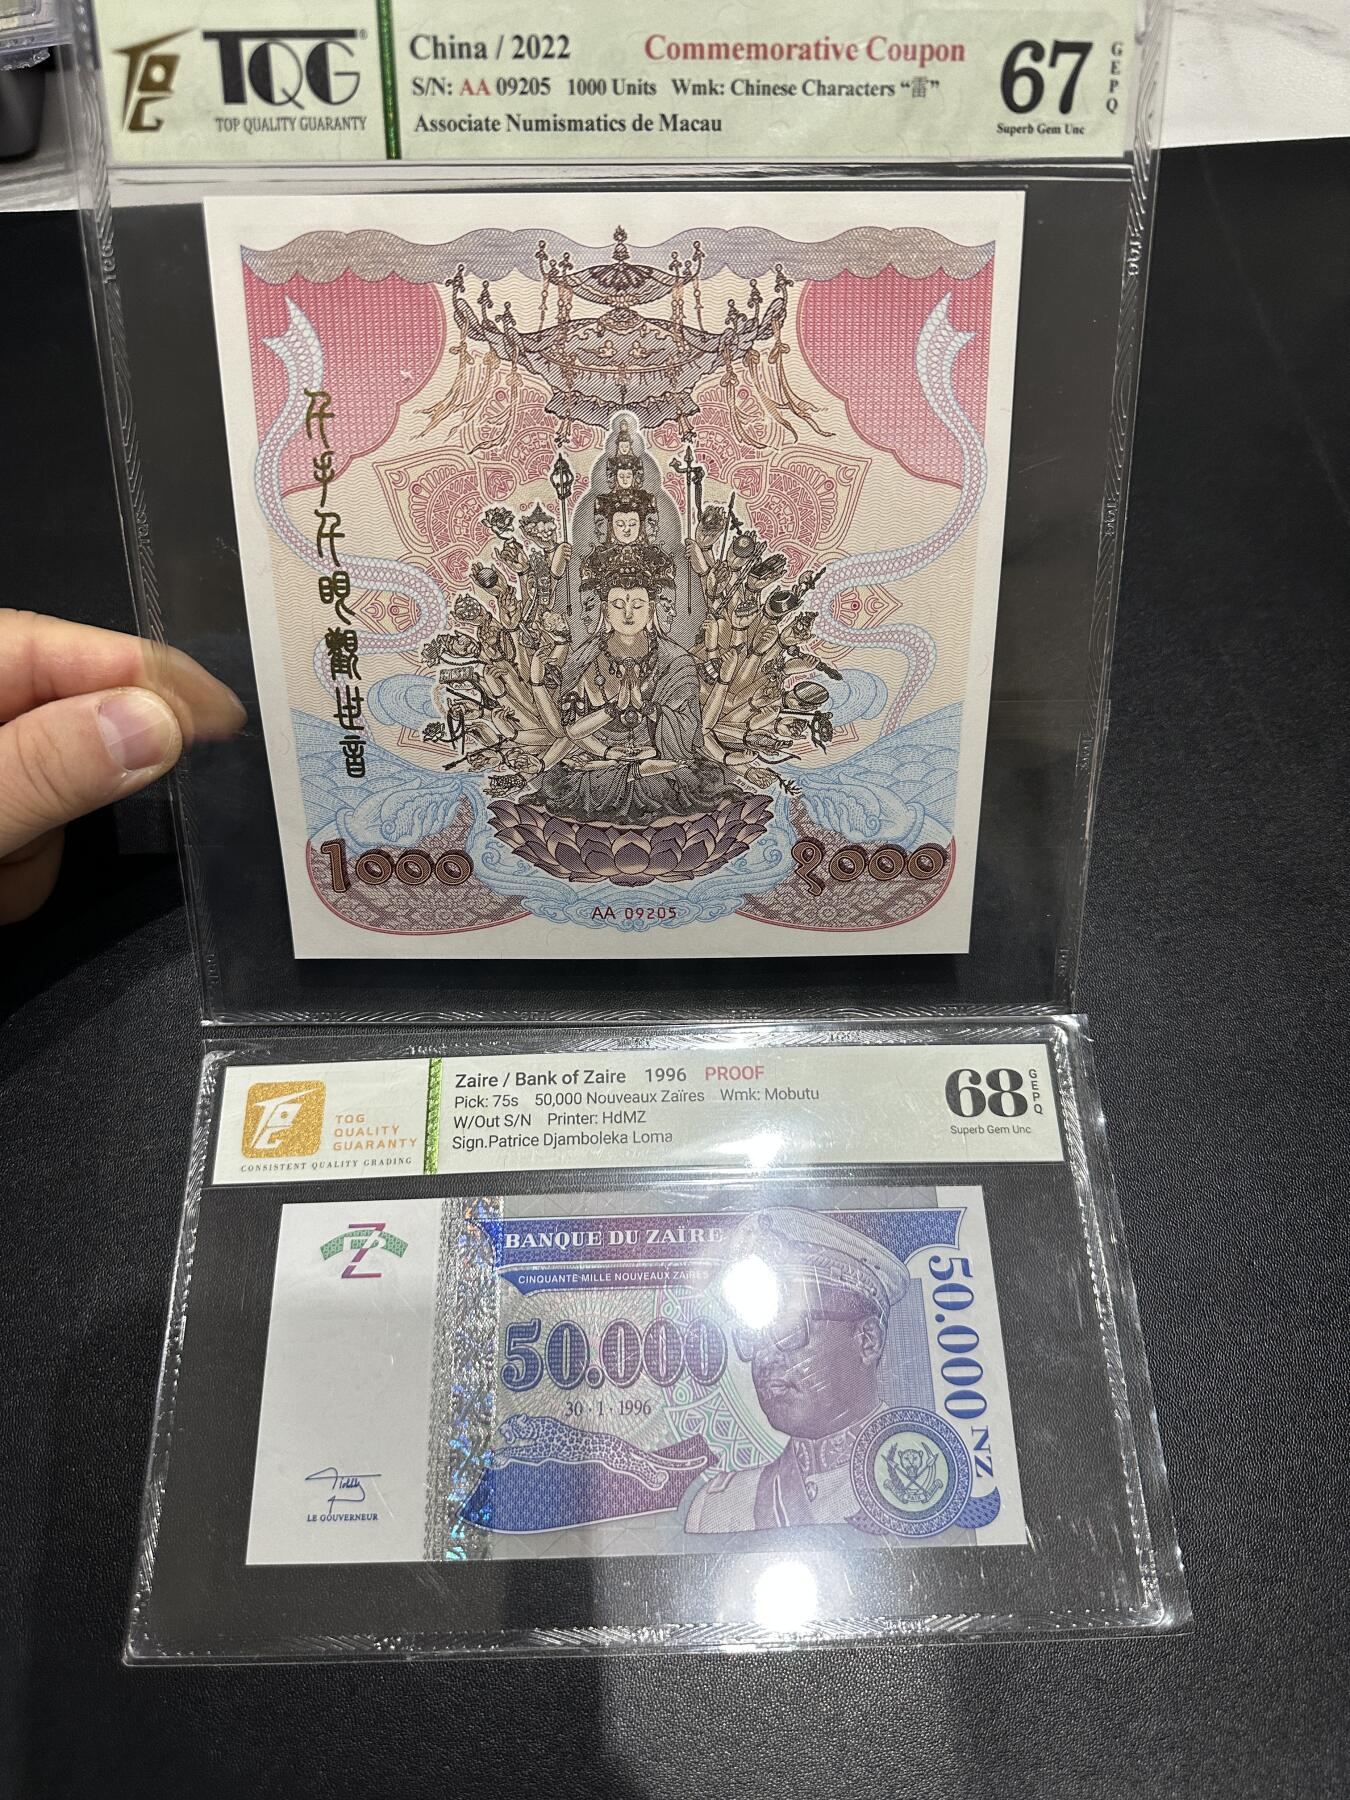 TQG
TOP QUALITY GUARANTY
China / 2022 Commemorative Coupon
S/N: AA 09205 1000 Units Wmk: Chinese Characters “雷”
Associate Numismatics de Macau
67
GEPQ
Superb Gem Unc
千手千眼觀世音
1000
१०००
AA 09205
TQG
QUALITY
GUARANTY
CONSISTENT QUALITY GRADING
Zaire / Bank of Zaire 1996 PROOF
Pick: 75s 50,000 Nouveaux Zaïres Wmk: Mobutu
W/Out S/N Printer: HdMZ
Sign.Patrice Djamboleka Loma
68
GEPQ
Superb Gem Unc
BANQUE DU ZAÏRE
CINQUANTE MILLE NOUVEAUX ZAÏRES
50.000
30·1·1996
50.000 NZ
LE GOUVERNEUR